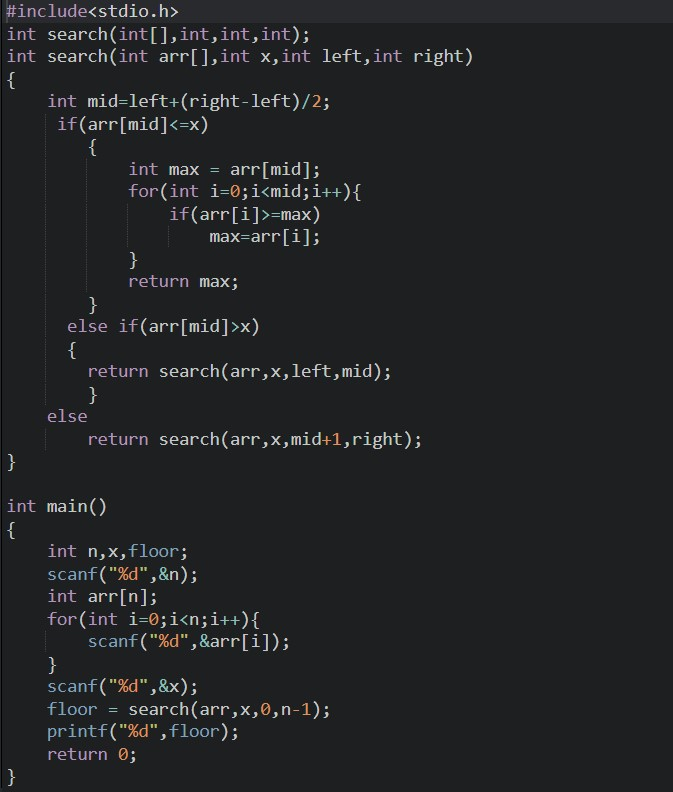 #include<stdio.h>
int search(int[],int,int,int);
int search(int arr[],int x,int left,int right)
{
    int mid=left+(right-left)/2;
     if(arr[mid]<=x)
        {
            int max = arr[mid];
            for(int i=0;i<mid;i++){
                if(arr[i]>=max)
                    max=arr[i];
            }
            return max;
        }
      else if(arr[mid]>x)
      {
        return search(arr,x,left,mid);
        }
    else
        return search(arr,x,mid+1,right);
}

int main()
{
    int n,x,floor;
    scanf("%d",&n);
    int arr[n];
    for(int i=0;i<n;i++){
        scanf("%d",&arr[i]);
    }
    scanf("%d",&x);
    floor = search(arr,x,0,n-1);
    printf("%d",floor);
    return 0;
}